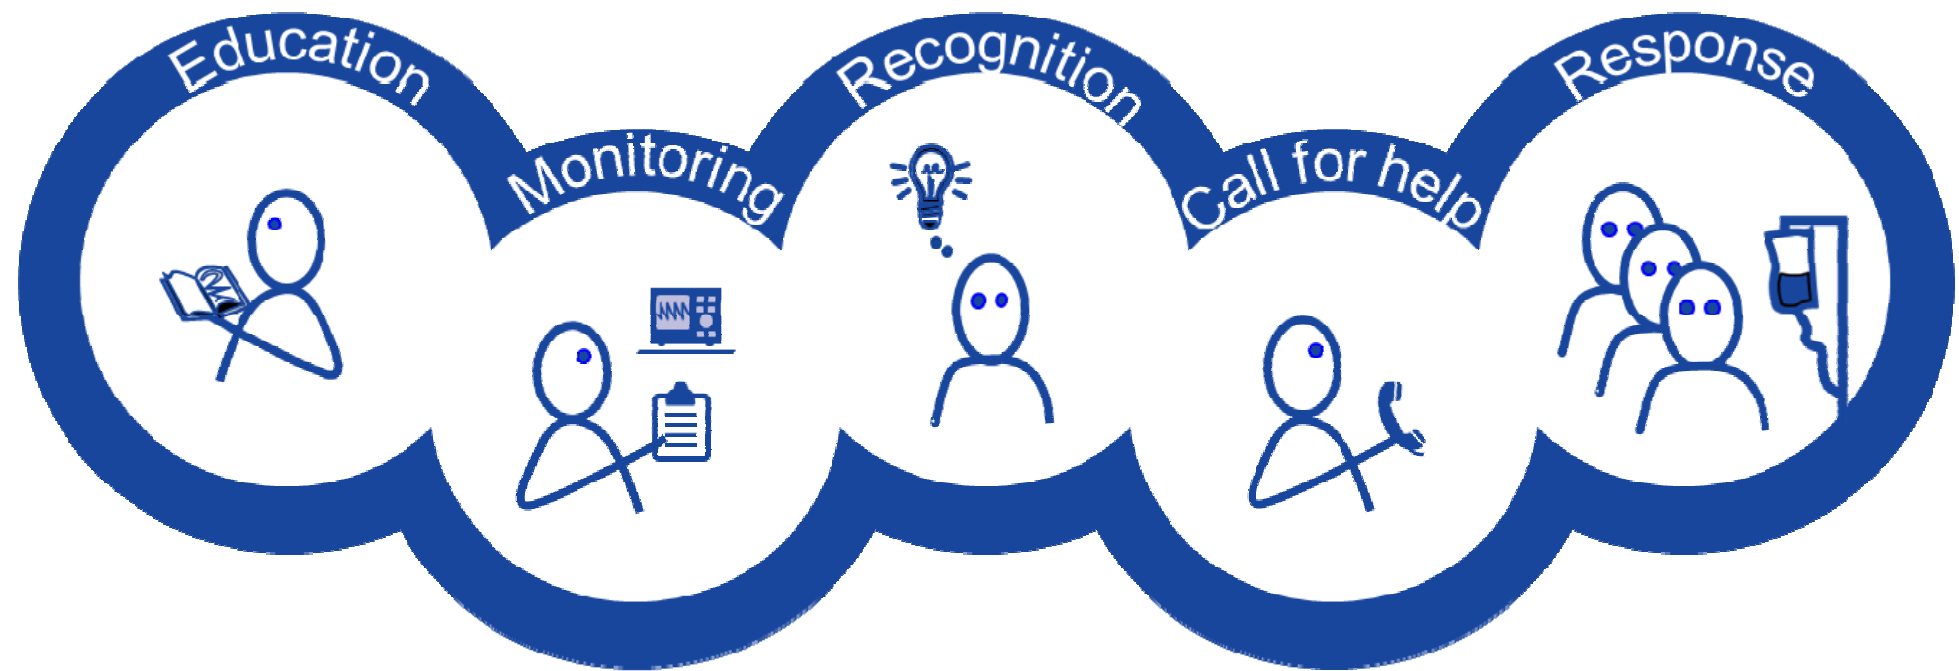 Education
Monitoring
Recognition
Call for help
Response